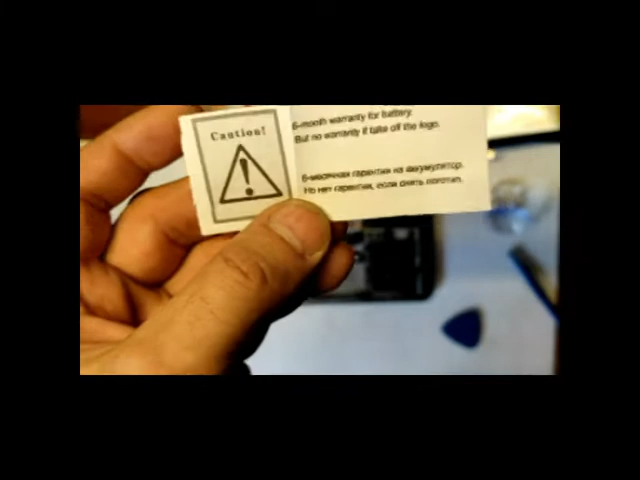 Caution!
6-month warranty for battery.
But no warranty if take off the logo.
6-месячная гарантия на аккумулятор.
Но нет гарантии, если снять логотип.